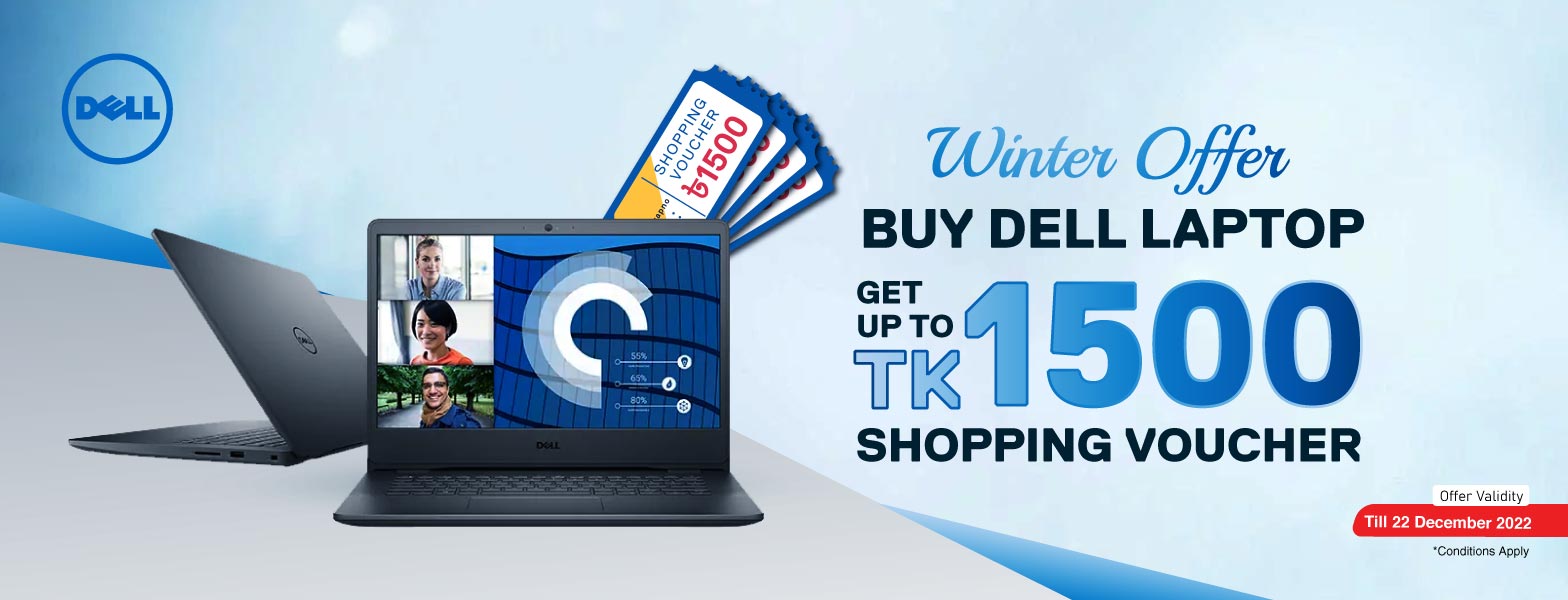 DELL
SHOPPING
VOUCHER
৳1500
Winter Offer
BUY DELL LAPTOP
GET
UP TO
TK 1500
SHOPPING VOUCHER
55%
65%
80%
DELL
DELL
Offer Validity
Till 22 December 2022
*Conditions Apply